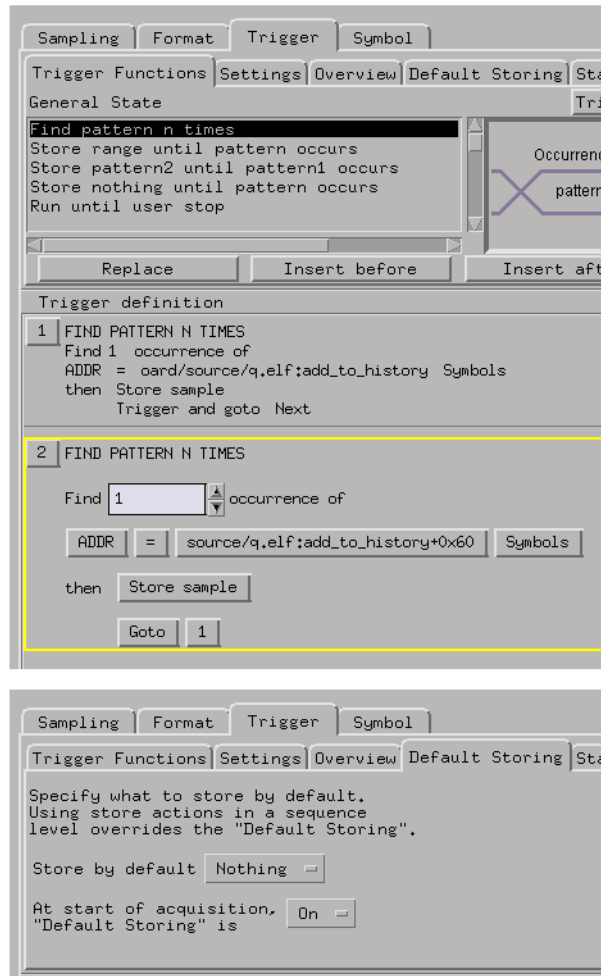 Sampling Format Trigger Symbol
Trigger Functions Settings Overview Default Storing
General State
Find pattern n times
Store range until pattern occurs
Store pattern2 until pattern1 occurs
Store nothing until pattern occurs
Run until user stop
pattern
Replace Insert before Insert
Trigger definition
1 FIND PATTERN N TIMES
Find 1 occurrence of
ADDR = oard/source/q.elf:add_to_history Symbols
then Store sample
Trigger and goto Next
2 FIND PATTERN N TIMES
Find 1 occurrence of
ADDR = source/q.elf:add_to_history+0x60 Symbols
then Store sample
Goto 1
Sampling Format Trigger Symbol
Trigger Functions Settings Overview Default Storing
Specify what to store by default.
Using store actions in a sequence
level overrides the "Default Storing".
Store by default Nothing
At start of acquisition, On
"Default Storing" is